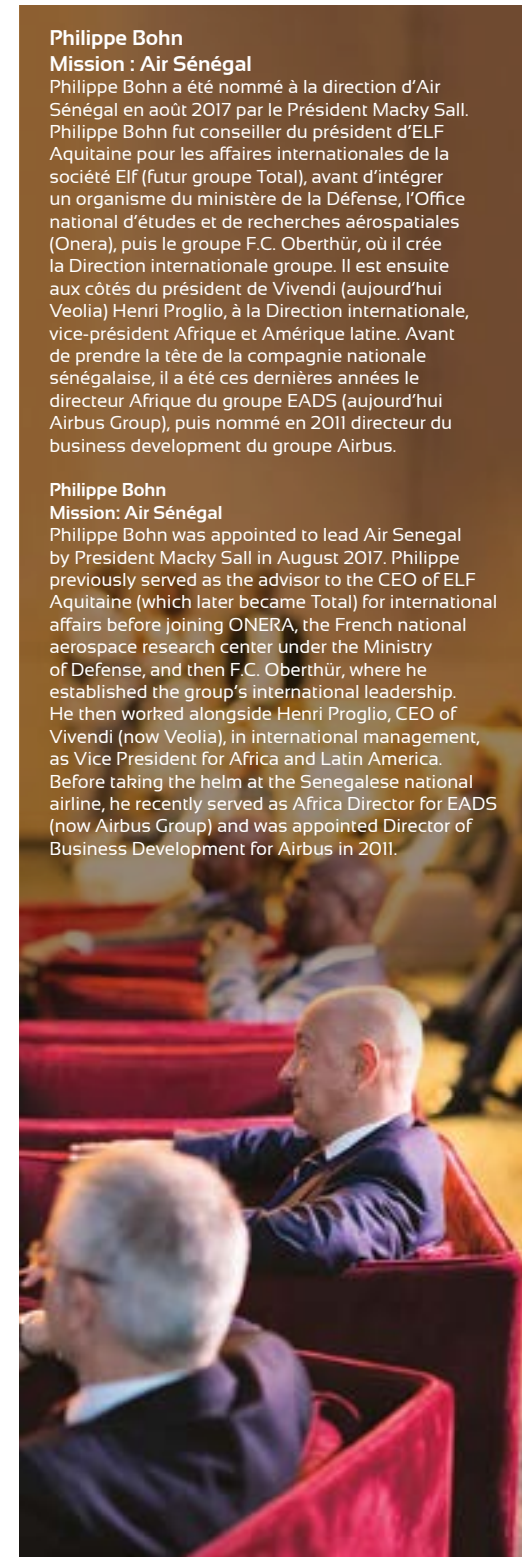 Philippe Bohn
Mission : Air Sénégal
Philippe Bohn a été nommé à la direction d’Air
Sénégal en août 2017 par le Président Macky Sall.
Philippe Bohn fut conseiller du président d’ELF
Aquitaine pour les affaires internationales de la
société Elf (futur groupe Total), avant d’intégrer
un organisme du ministère de la Défense, l’Office
national d’études et de recherches aérospatiales
(Onera), puis le groupe F.C. Oberthür, où il crée
la Direction internationale groupe. Il est ensuite
aux côtés du président de Vivendi (aujourd’hui
Veolia) Henri Proglio, à la Direction internationale,
vice-président Afrique et Amérique latine. Avant
de prendre la tête de la compagnie nationale
sénégalaise, il a été ces dernières années le
directeur Afrique du groupe EADS (aujourd’hui
Airbus Group), puis nommé en 2011 directeur du
business development du groupe Airbus.
Philippe Bohn
Mission: Air Sénégal
Philippe Bohn was appointed to lead Air Senegal
by President Macky Sall in August 2017. Philippe
previously served as the advisor to the CEO of ELF
Aquitaine (which later became Total) for international
affairs before joining ONERA, the French national
aerospace research center under the Ministry
of Defense, and then F.C. Oberthür, where he
established the group’s international leadership.
He then worked alongside Henri Proglio, CEO of
Vivendi (now Veolia), in international management,
as Vice President for Africa and Latin America.
Before taking the helm at the Senegalese national
airline, he recently served as Africa Director for EADS
(now Airbus Group) and was appointed Director of
Business Development for Airbus in 2011.